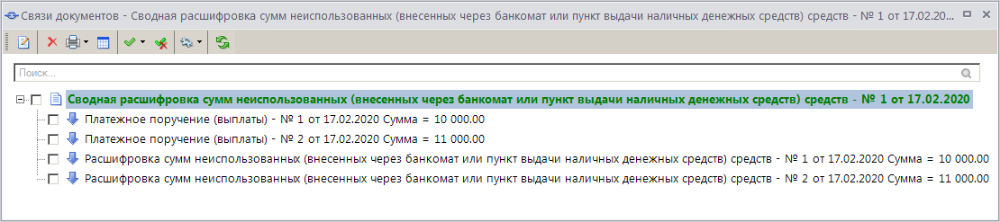 Связи документов - Сводная расшифровка сумм неиспользованных (внесенных через банкомат или пункт выдачи наличных денежных средств) средств - № 1 от 17.02.20...
Поиск...
Сводная расшифровка сумм неиспользованных (внесенных через банкомат или пункт выдачи наличных денежных средств) средств - № 1 от 17.02.2020
Платежное поручение (выплаты) - № 1 от 17.02.2020 Сумма = 10 000.00
Платежное поручение (выплаты) - № 2 от 17.02.2020 Сумма = 11 000.00
Расшифровка сумм неиспользованных (внесенных через банкомат или пункт выдачи наличных денежных средств) средств - № 1 от 17.02.2020 Сумма = 10 000.00
Расшифровка сумм неиспользованных (внесенных через банкомат или пункт выдачи наличных денежных средств) средств - № 2 от 17.02.2020 Сумма = 11 000.00